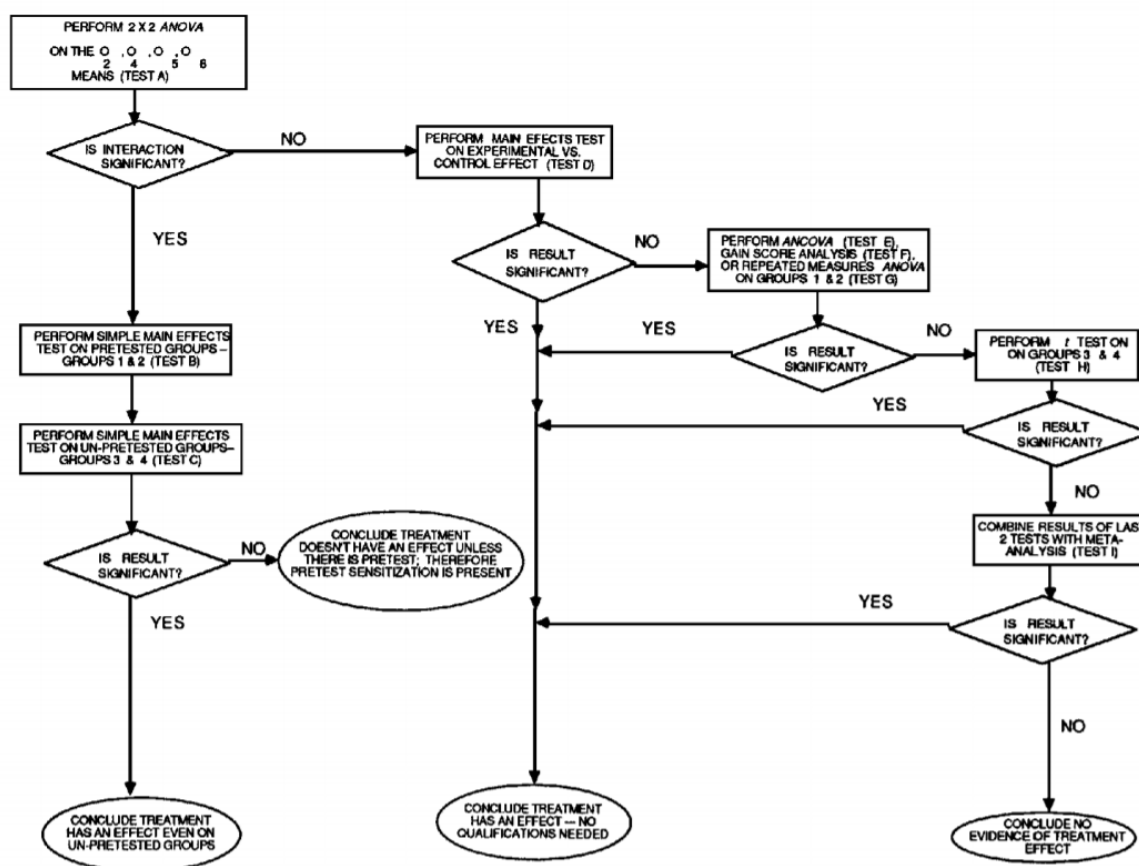 PERFORM 2 X 2 ANOVA
ON THE O , O , O , O
2 4 5 6
MEANS (TEST A)
IS INTERACTION
SIGNIFICANT?
NO
PERFORM MAIN EFECTS TEST
ON EXPERIMENTAL VS.
CONTROL EFFECT (TEST D)
YES
IS RESULT
SIGNIFICANT?
NO
PERFORM ANCOVA (TEST E),
GAIN SCORE ANALYSIS (TEST F),
OR REPEATED MEASURES ANOVA
ON GROUPS 1 & 2 (TEST G)
YES
YES
IS RESULT
SIGNIFICANT?
NO
PERFORM t TEST ON
ON GROUPS 3 & 4
(TEST H)
PERFORM SIMPLE MAIN EFFECTS
TEST ON PRETESTED GROUPS –
GROUPS 1 & 2 (TEST B)
YES
IS RESULT
SIGNIFICANT?
PERFORM SIMPLE MAIN EFFECTS
TEST ON UN-PRETESTED GROUPS–
GROUPS 3 & 4 (TEST C)
NO
COMBINE RESULTS OF LAS
2 TESTS WITH META-
ANALYSIS (TEST I)
IS RESULT
SIGNIFICANT?
NO
CONCLUDE TREATMENT
DOESN'T HAVE AN EFFECT UNLESS
THERE IS PRETEST; THEREFORE
PRETEST SENSITIZATION IS PRESENT
YES
YES
IS RESULT
SIGNIFICANT?
NO
CONCLUDE TREATMENT
HAS AN EFFECT EVEN ON
UN-PRETESTED GROUPS
CONCLUDE TREATMENT
HAS AN EFFECT — NO
QUALIFICATIONS NEEDED
CONCLUDE NO
EVIDENCE OF TREATMENT
EFFECT